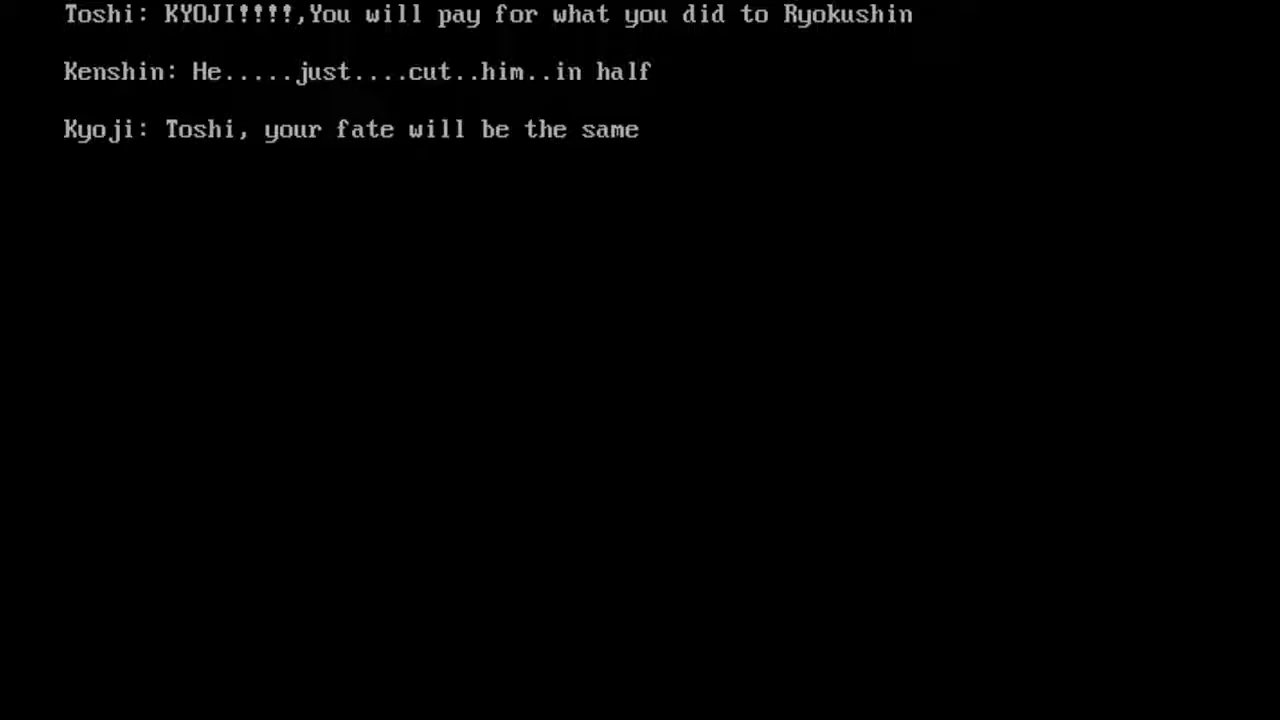 Toshi: KYOJI!!!!,You will pay for what you did to Ryokushin
Kenshin: He.....just....cut..him..in half
Kyoji: Toshi, your fate will be the same